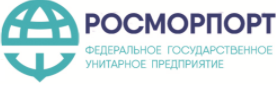 РОСМОРПОРТ
ФЕДЕРАЛЬНОЕ ГОСУДАРСТВЕННОЕ
УНИТАРНОЕ ПРЕДПРИЯТИЕ